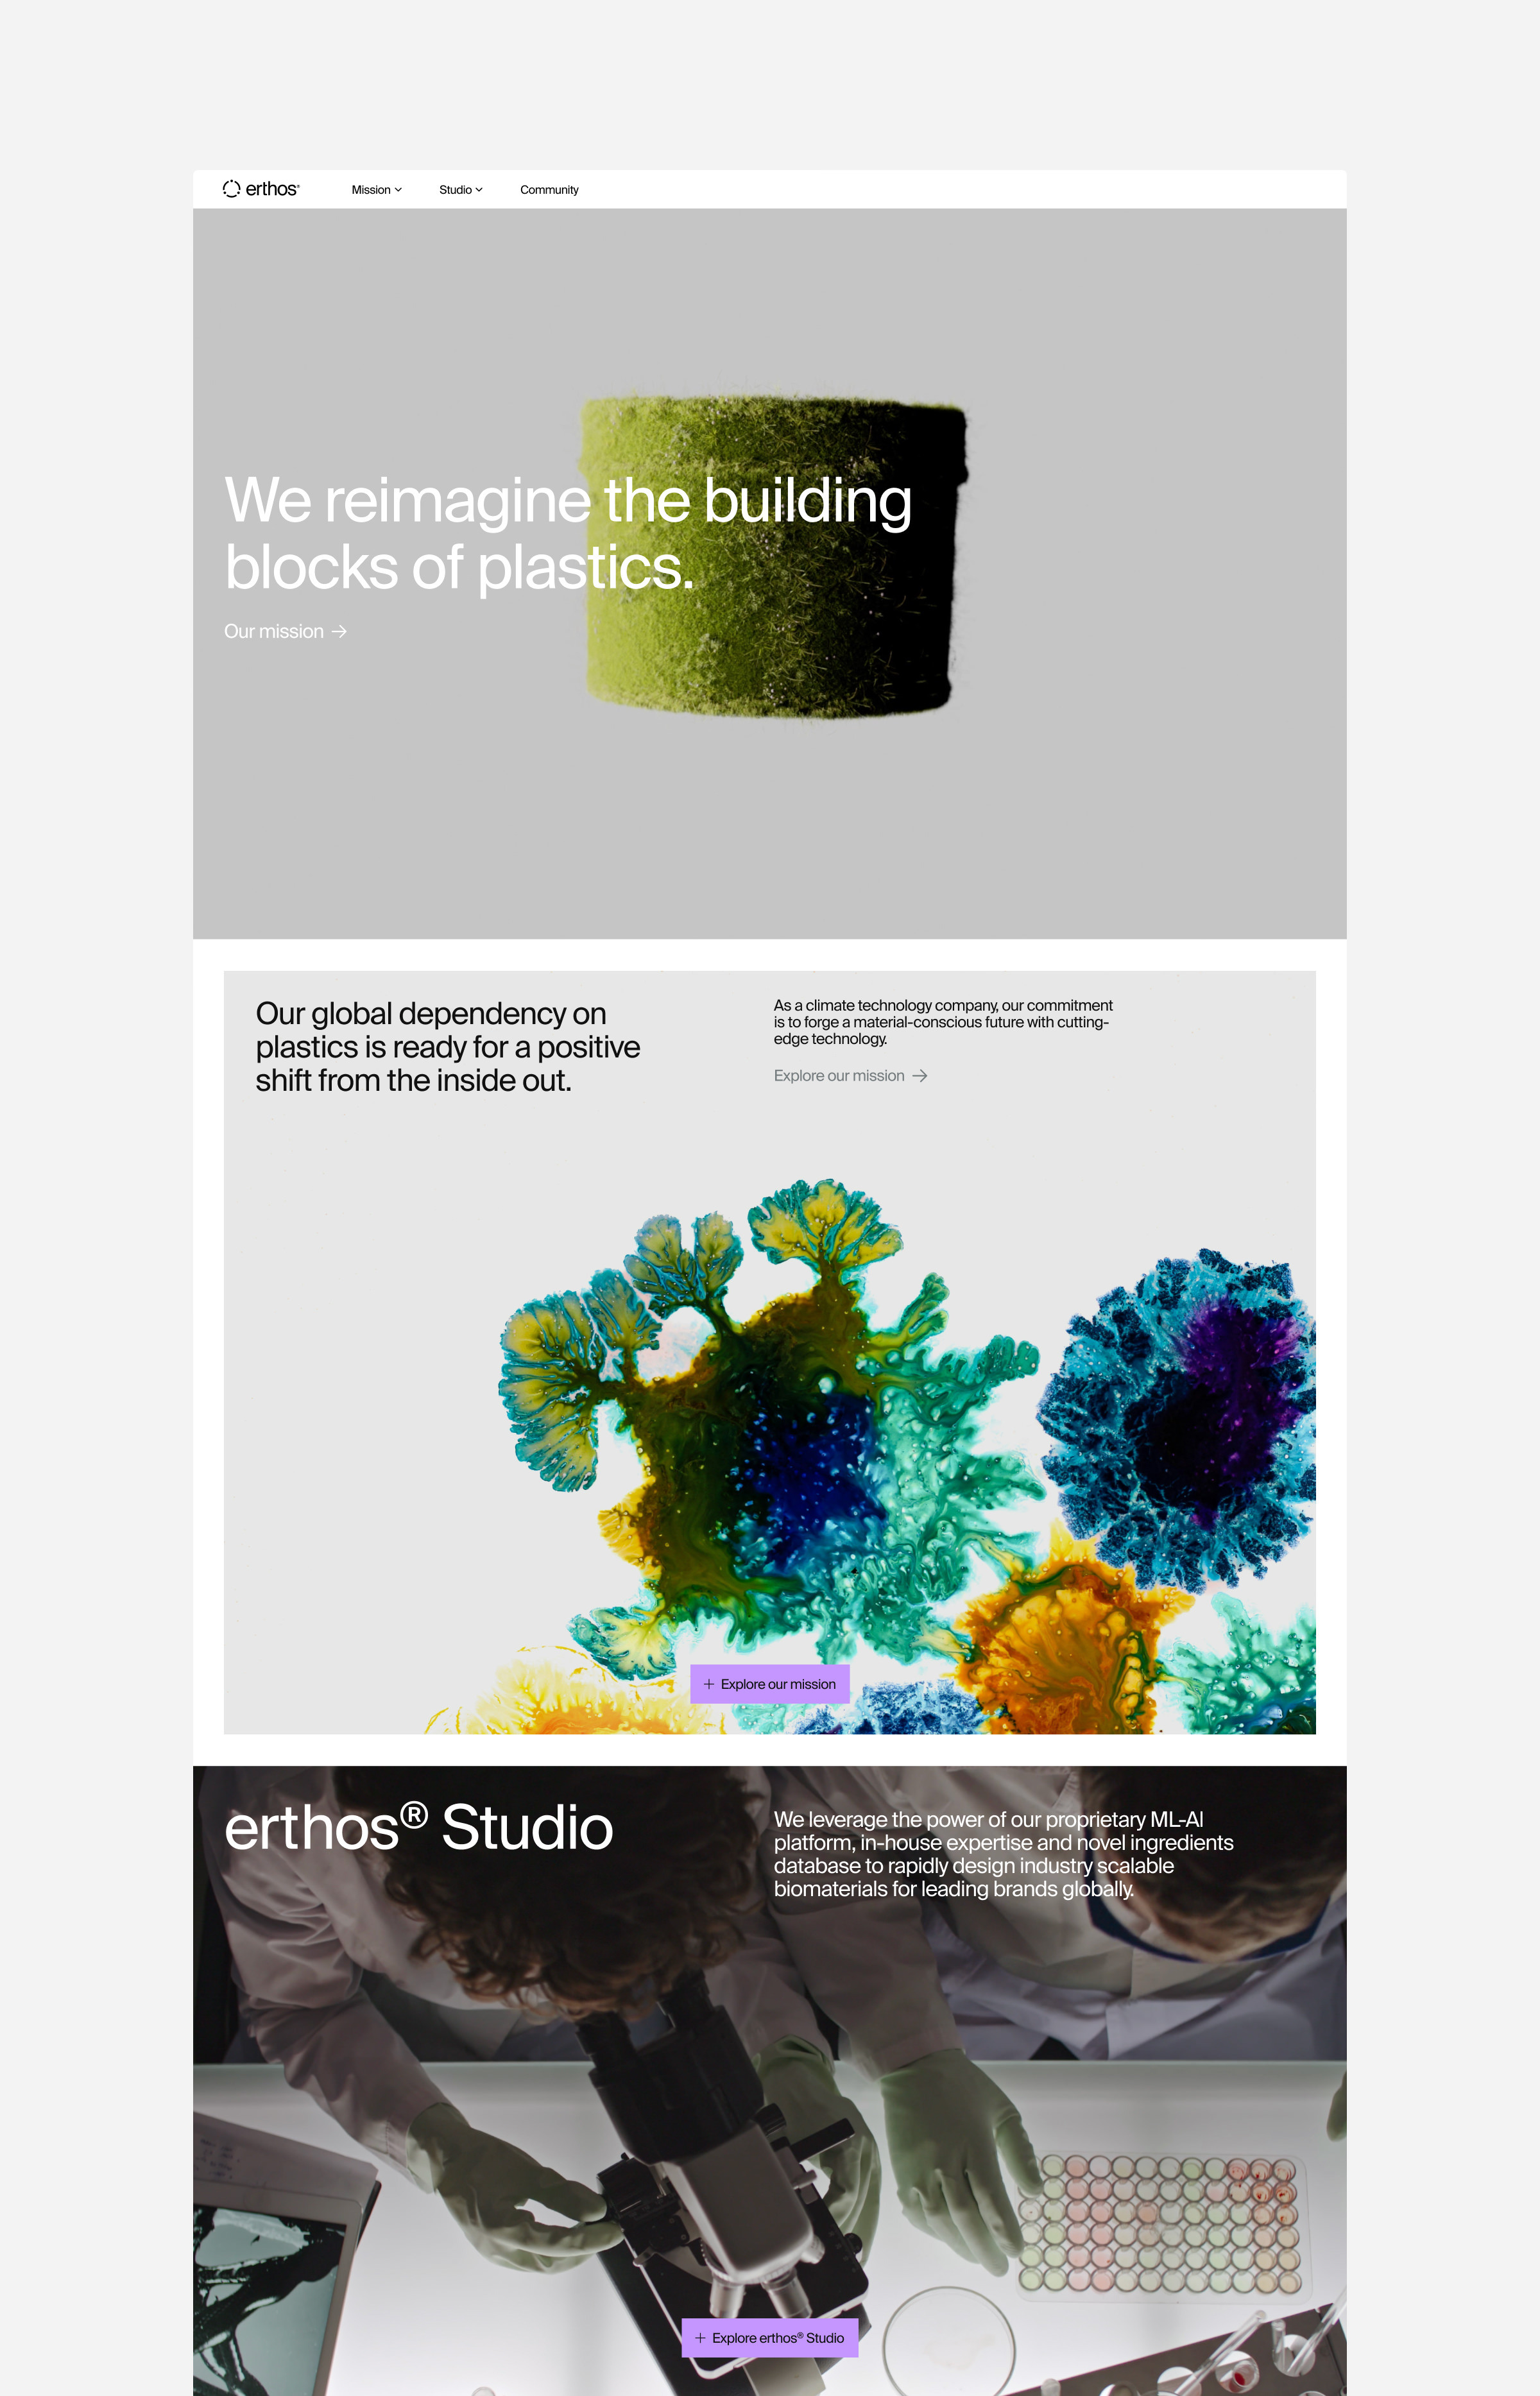 erthos®
Mission
Studio
Community
We reimagine the building
blocks of plastics.
Our mission →
Our global dependency on
plastics is ready for a positive
shift from the inside out.
As a climate technology company, our commitment
is to forge a material-conscious future with cutting-
edge technology.
Explore our mission →
+ Explore our mission
erthos® Studio
We leverage the power of our proprietary ML-AI
platform, in-house expertise and novel ingredients
database to rapidly design industry scalable
biomaterials for leading brands globally.
+ Explore erthos® Studio